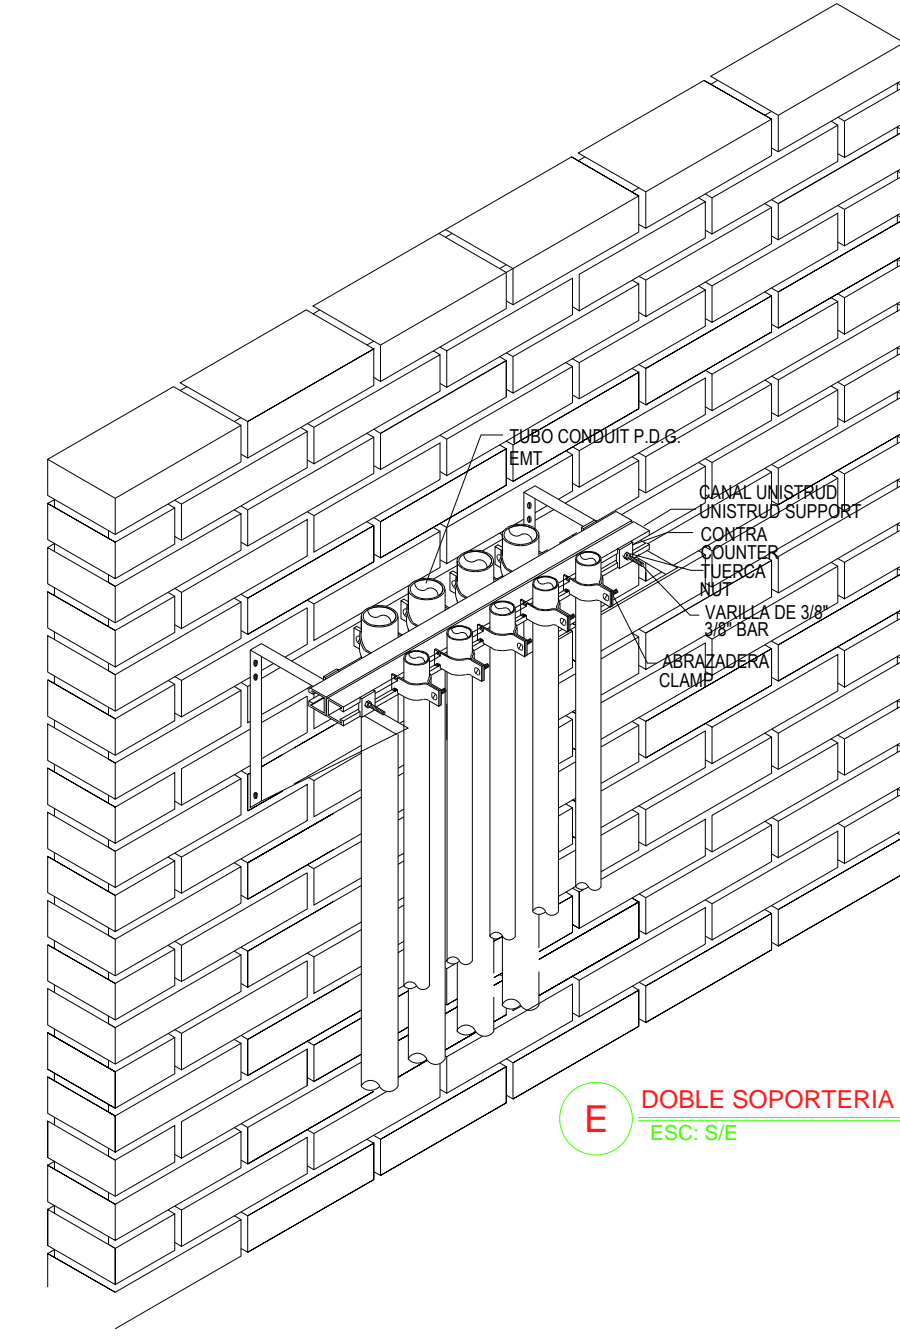 TUBO CONDUIT P.D.G.
EMT
CANAL UNISTRUD
UNISTRUD SUPPORT
CONTRA
COUNTER
TUERCA
NUT
VARILLA DE 3/8"
3/8" BAR
ABRAZADERA
CLAMP
E
DOBLE SOPORTERIA
ESC: S/E